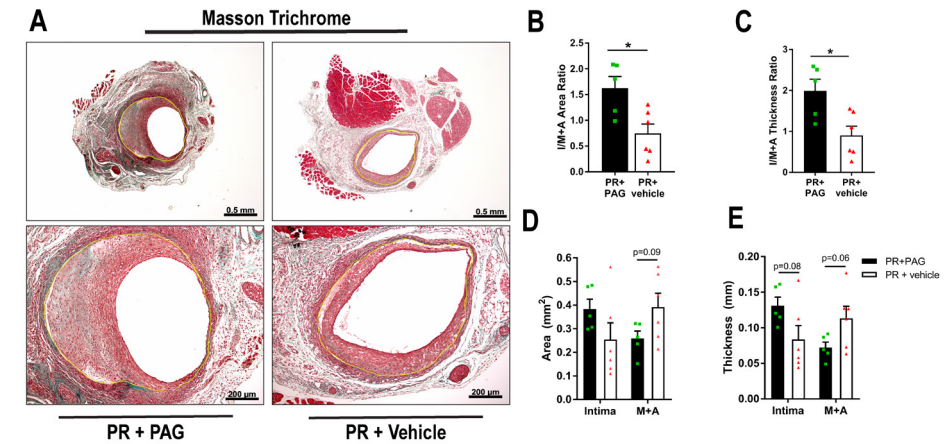 A
Masson Trichrome
0.5 mm
0.5 mm
200 µm
200 µm
PR + PAG
PR + Vehicle
B
I/M+A Area Ratio
2.5
2.0
1.5
1.0
0.5
0.0
*
PR+
PAG
PR+
vehicle
C
I/M+A Thickness Ratio
3
2
1
0
*
PR+
PAG
PR+
vehicle
D
Area (mm²)
0.6
0.5
0.4
0.3
0.2
0.1
0.0
p=0.09
Intima
M+A
E
Thickness (mm)
0.20
0.15
0.10
0.05
0.00
p=0.08
p=0.06
Intima
M+A
PR+PAG
PR + vehicle